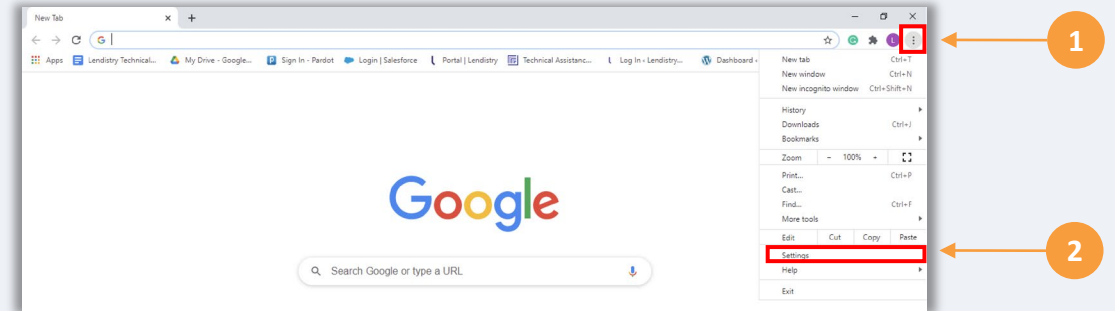 New Tab
1
Apps Lendistry Technical... My Drive - Google... Sign In - Pardot Login | Salesforce Portal | Lendistry Technical Assistanc... Log In ‹ Lendistry... Dashboard ‹
New tab Ctrl+T
New window Ctrl+N
New incognito window Ctrl+Shift+N
History
Downloads Ctrl+J
Bookmarks
Zoom - 100% +
Print... Ctrl+P
Cast...
Find... Ctrl+F
More tools
Edit Cut Copy Paste
Settings
2
Help
Exit
Google
Search Google or type a URL